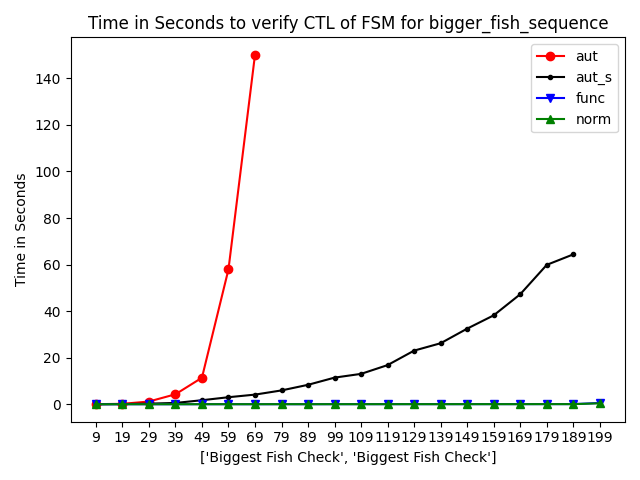 Time in Seconds to verify CTL of FSM for bigger_fish_sequence
aut
aut_s
func
norm
Time in Seconds
140
120
100
80
60
40
20
0
9 19 29 39 49 59 69 79 89 99 109 119 129 139 149 159 169 179 189 199
['Biggest Fish Check', 'Biggest Fish Check']